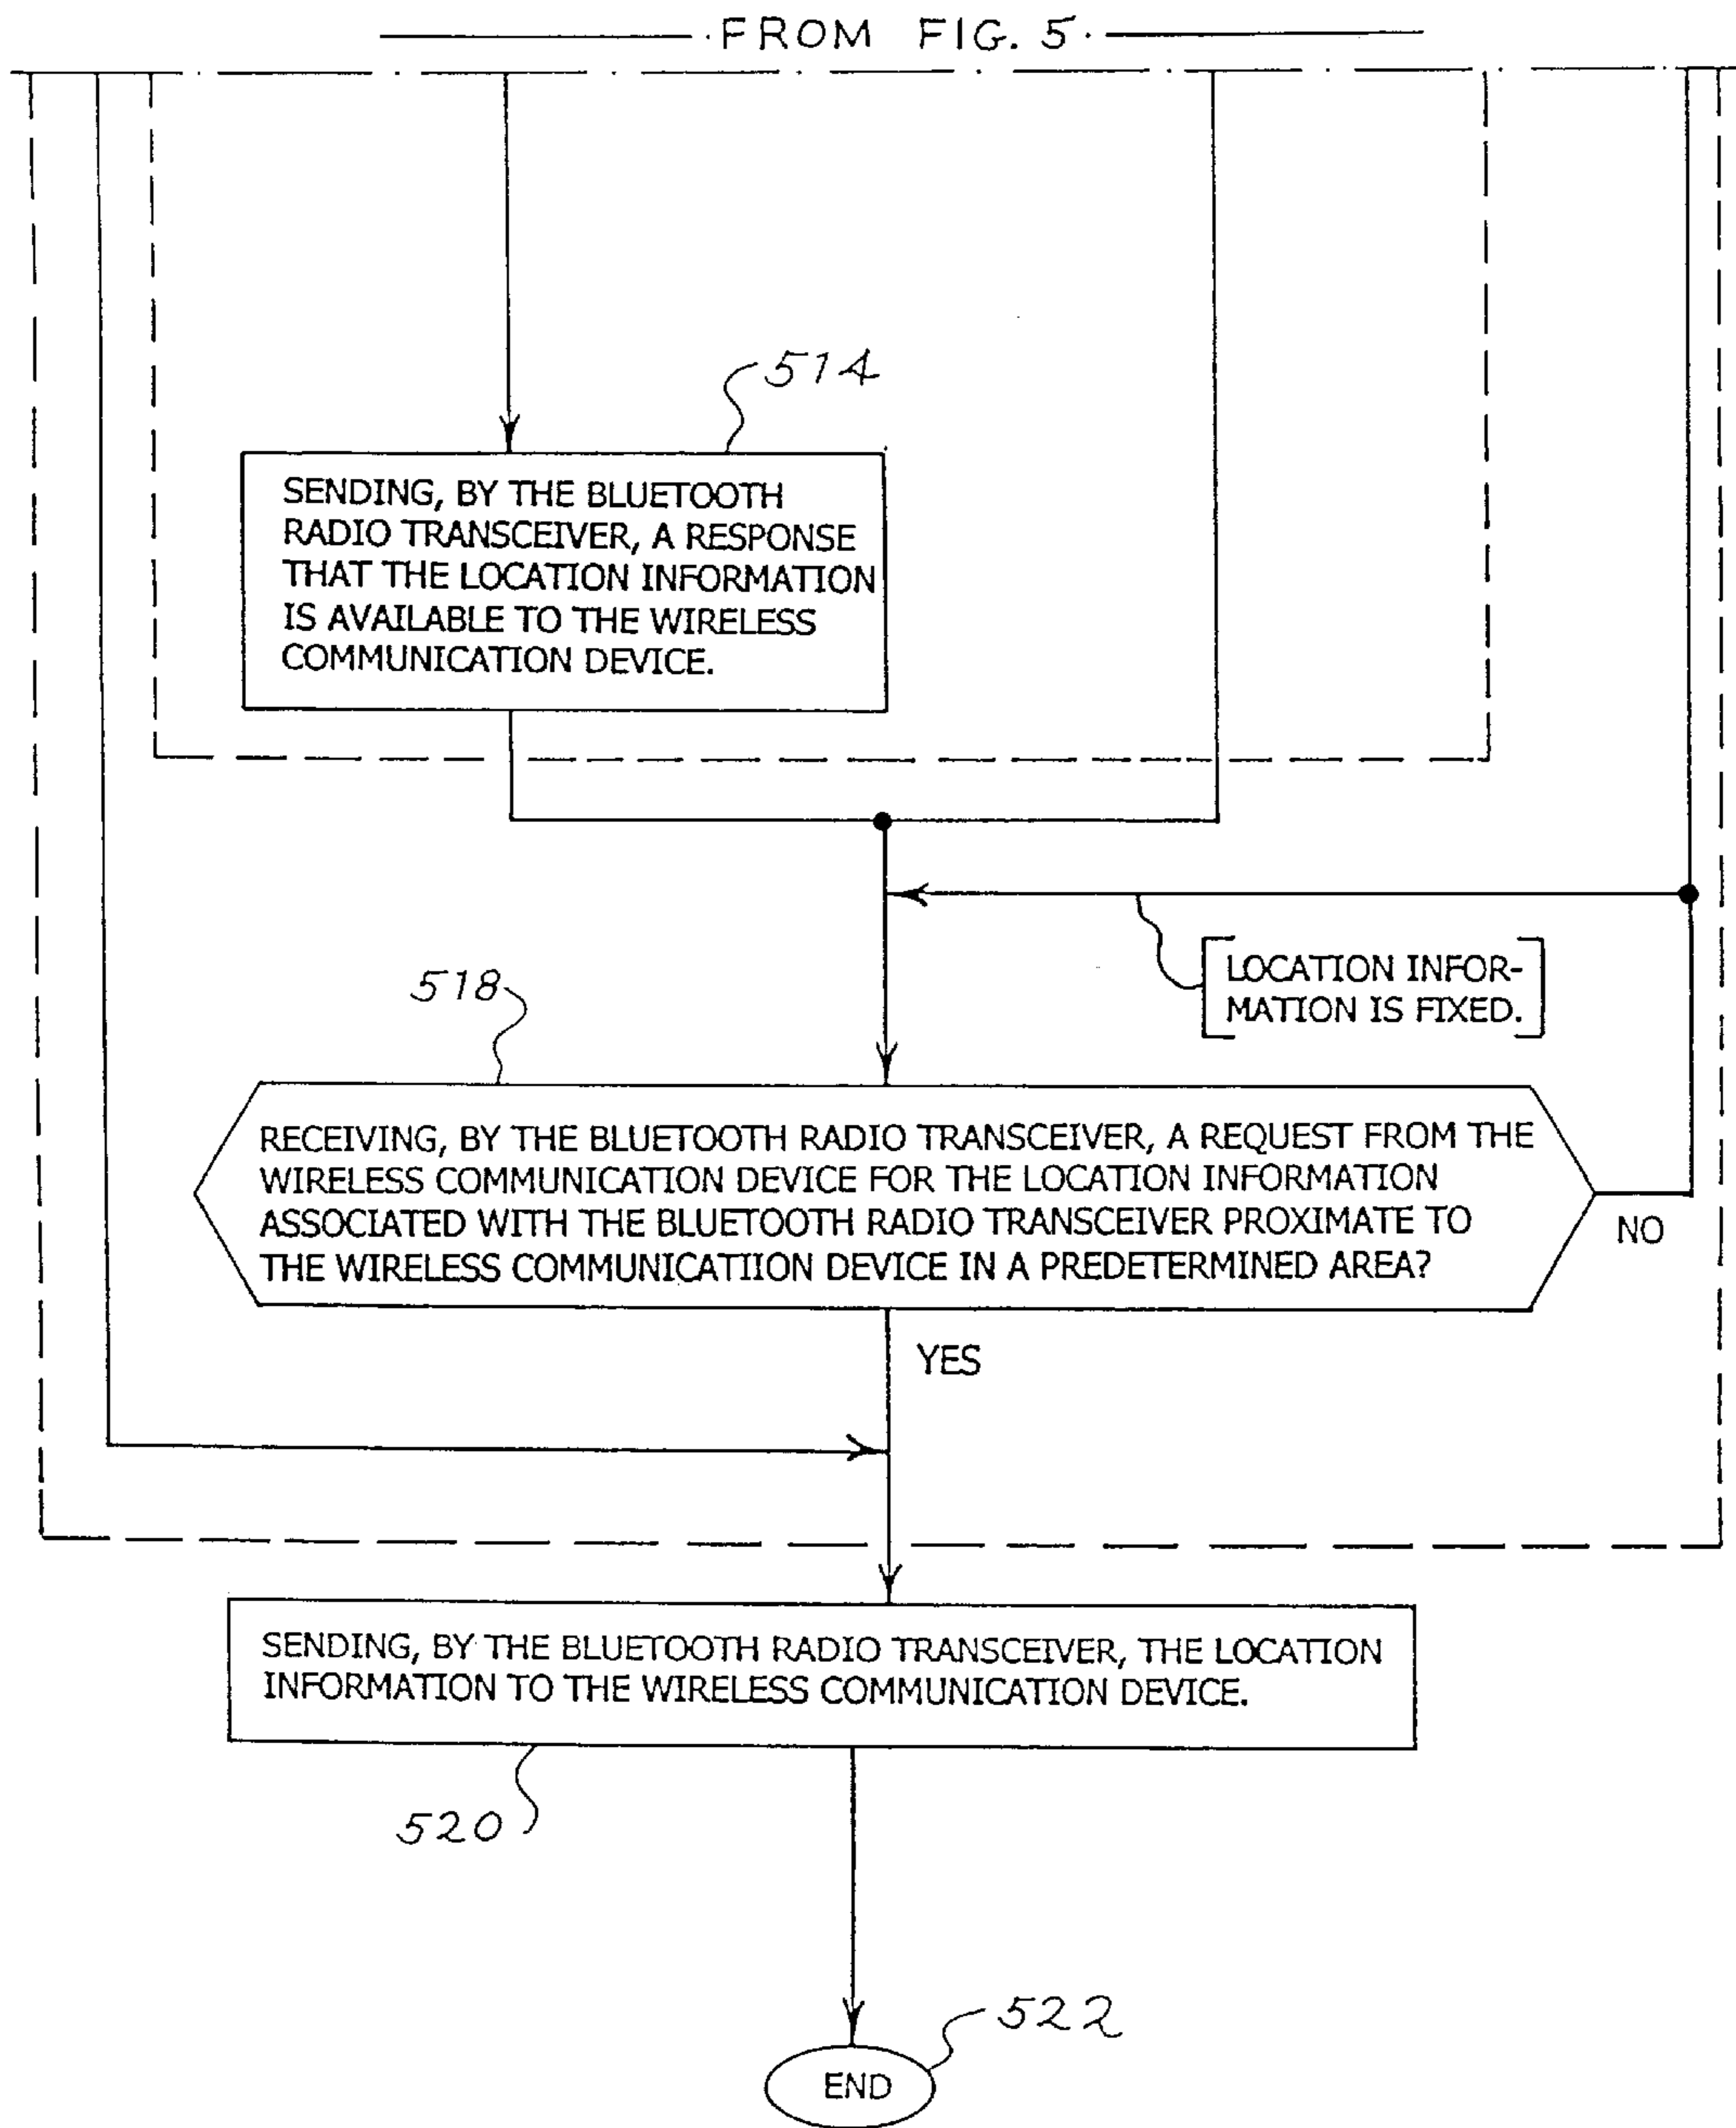 FROM FIG. 5
514
SENDING, BY THE BLUETOOTH
RADIO TRANSCEIVER, A RESPONSE
THAT THE LOCATION INFORMATION
IS AVAILABLE TO THE WIRELESS
COMMUNICATION DEVICE.
LOCATION INFOR-
MATION IS FIXED.
518
RECEIVING, BY THE BLUETOOTH RADIO TRANSCEIVER, A REQUEST FROM THE
WIRELESS COMMUNICATION DEVICE FOR THE LOCATION INFORMATION
ASSOCIATED WITH THE BLUETOOTH RADIO TRANSCEIVER PROXIMATE TO
THE WIRELESS COMMUNICATIION DEVICE IN A PREDETERMINED AREA?
NO
YES
SENDING, BY THE BLUETOOTH RADIO TRANSCEIVER, THE LOCATION
INFORMATION TO THE WIRELESS COMMUNICATION DEVICE.
520
522
END